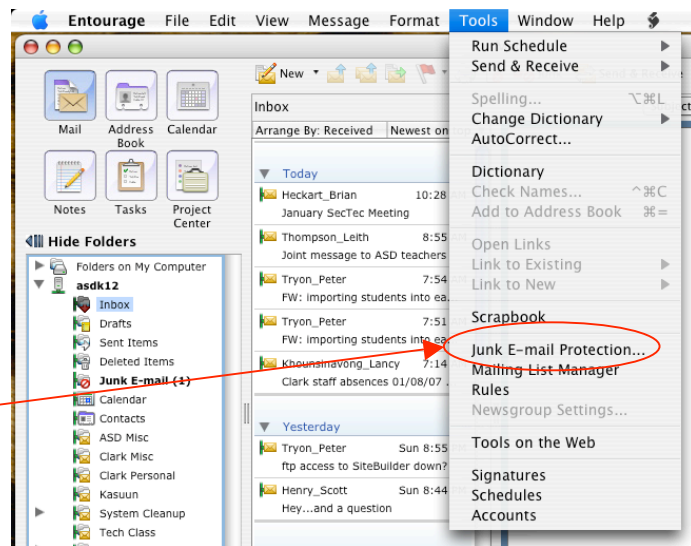 Entourage File Edit View Message Format Tools Window Help
New
Mail Address Book Calendar
Notes Tasks Project Center
Hide Folders
Folders on My Computer
asdk12
Inbox
Drafts
Sent Items
Deleted Items
Junk E-mail (1)
Calendar
Contacts
ASD Misc
Clark Misc
Clark Personal
Kasuun
System Cleanup
Tech Class
Inbox
Arrange By: Received Newest on
Today
Heckart_Brian 10:28
January SecTec Meeting
Thompson_Leith 8:55
Joint message to ASD teachers
Tryon_Peter 7:54
FW: importing students into ea.
Tryon_Peter 7:51
FW: importing students into ea.
Khounsinavong_Lancy 7:14
Clark staff absences 01/08/07 .
Yesterday
Tryon_Peter Sun 8:55
ftp access to SiteBuilder down?
Henry_Scott Sun 8:44
Hey...and a question
Run Schedule
Send & Receive
Spelling... ⌥⌘L
Change Dictionary
AutoCorrect...
Dictionary
Check Names... ^⌘C
Add to Address Book ⌘=
Open Links
Link to Existing
Link to New
Scrapbook
Junk E-mail Protection...
Mailing List Manager
Rules
Newsgroup Settings...
Tools on the Web
Signatures
Schedules
Accounts